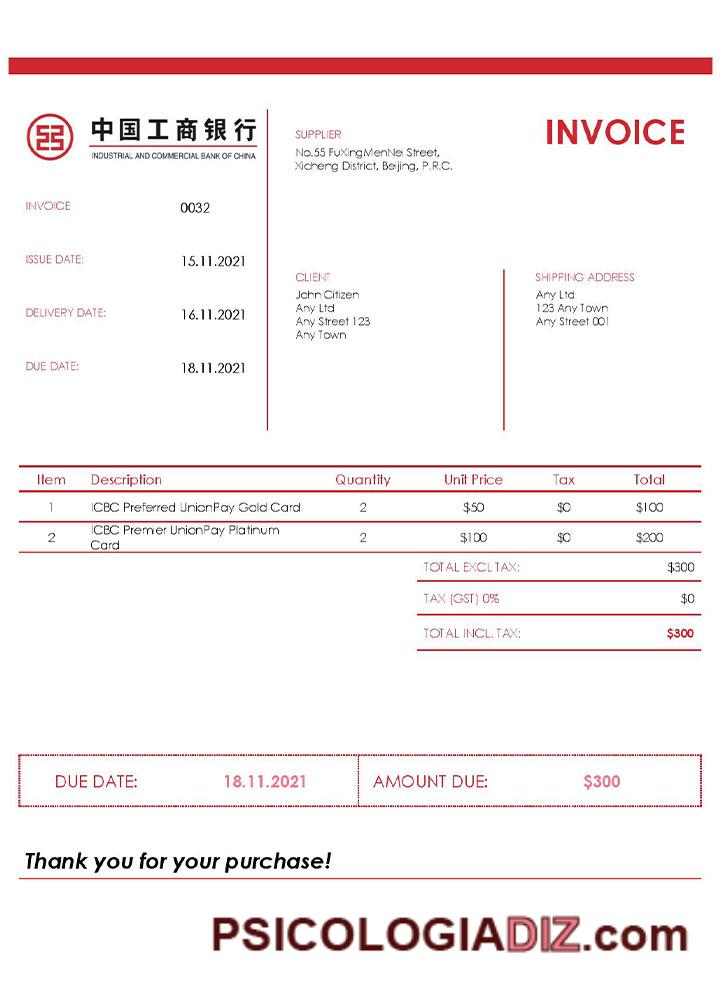 中国工商银行
INDUSTRIAL AND COMMERCIAL BANK OF CHINA
INVOICE
0032
ISSUE DATE:
15.11.2021
DELIVERY DATE:
16.11.2021
DUE DATE:
18.11.2021
SUPPLIER
No.55 FuXingMenNei Street,
Xicheng District, Beijing, P.R.C.
INVOICE
CLIENT
John Citizen
Any Ltd
Any Street 123
Any Town
SHIPPING ADDRESS
Any Ltd
123 Any Town
Any Street 001
Item Description Quantity Unit Price Tax Total
1 ICBC Preferred UnionPay Gold Card 2 $50 $0 $100
2 ICBC Premier UnionPay Platinum 2 $100 $0 $200
Card
TOTAL EXCL TAX: $300
TAX (GST) 0% $0
TOTAL INCL. TAX: $300
DUE DATE: 18.11.2021 AMOUNT DUE: $300
Thank you for your purchase!
PSICOLOGIADIZ.com